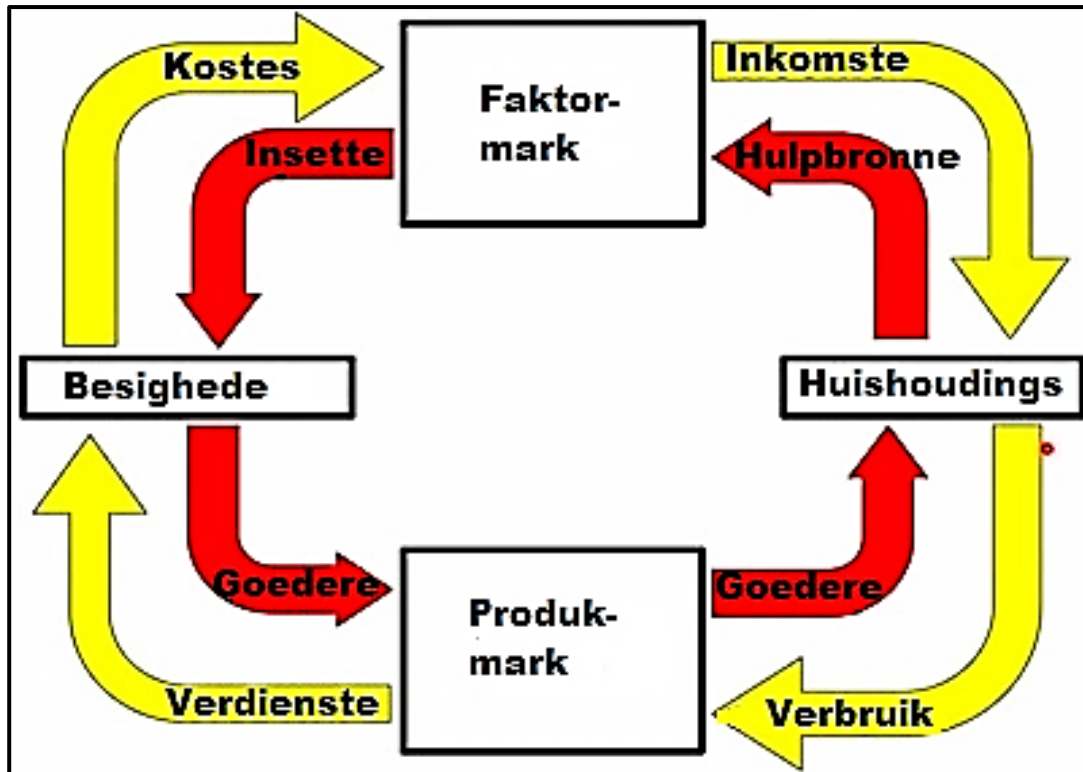 Kostes
Faktor-
mark
Inkomste
Insette
Hulpbronne
Besighede
Huishoudings
Goedere
Produk-
mark
Goedere
Verdienste
Verbruik